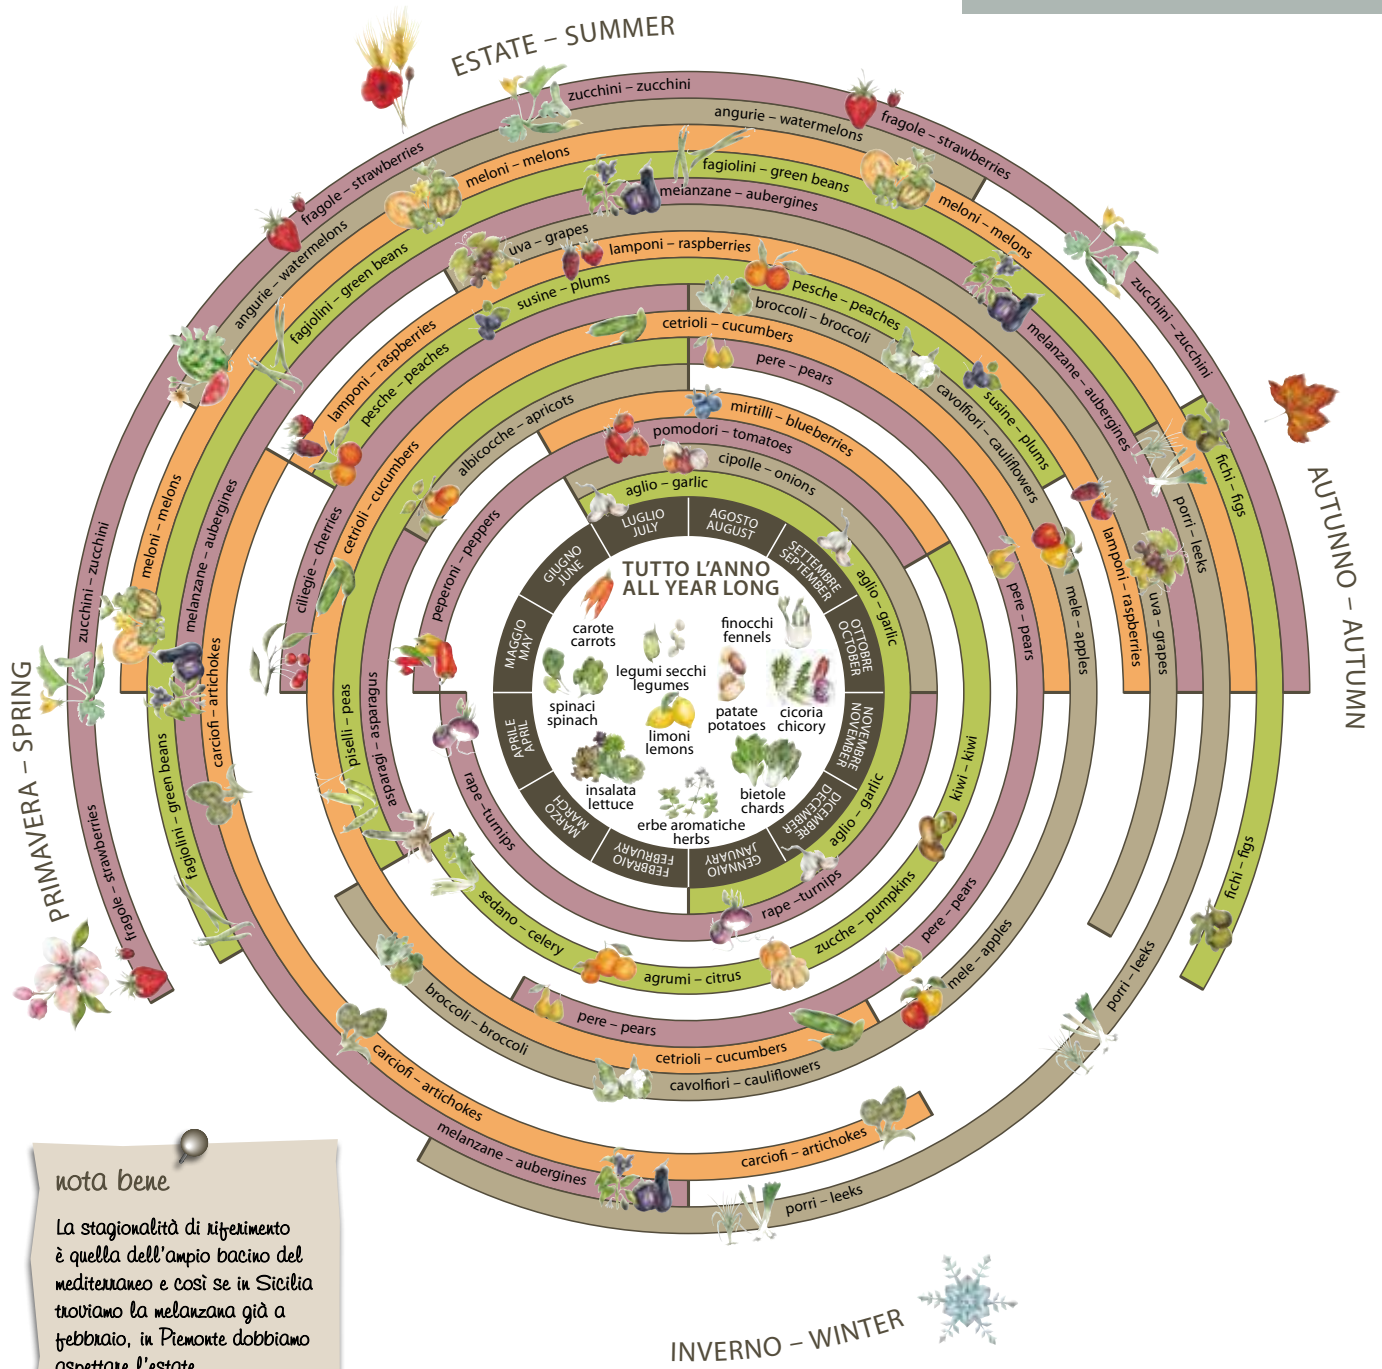 ESTATE – SUMMER
zucchini – zucchini
fragole – strawberries
angurie – watermelons
fragole – strawberries
meloni – melons
fagiolini – green beans
melanzane – aubergines
meloni – melons
angurie – watermelons
fagiolini – green beans
uva – grapes
lamponi – raspberries
susine – plums
pesche – peaches
broccoli – broccoli
zucchini – zucchini
melanzane – aubergines
lamponi – raspberries
pesche – peaches
cetrioli – cucumbers
pere – pears
cavolfiori – cauliflowers
susine – plums
albicocche – apricots
mirtilli – blueberries
pomodori – tomatoes
cipolle – onions
aglio – garlic
cetrioli – cucumbers
ciliegie – cherries
peperoni – peppers
meloni – melons
melanzane – aubergines
zucchini – zucchini
fichi – figs
porri – leeks
AUTUNNO – AUTUMN
LUGLIO
JULY
AGOSTO
AUGUST
SETTEMBRE
SEPTEMBER
OTTOBRE
OCTOBER
NOVEMBRE
NOVEMBER
DICEMBRE
DECEMBER
GENNAIO
JANUARY
FEBBRAIO
FEBRUARY
MARZO
MARCH
APRILE
APRIL
MAGGIO
MAY
GIUGNO
JUNE
TUTTO L'ANNO
ALL YEAR LONG
carote
carrots
finocchi
fennels
legumi secchi
legumes
spinaci
spinach
patate
potatoes
cicoria
chicory
limoni
lemons
insalata
lettuce
bietole
chards
erbe aromatiche
herbs
aglio – garlic
pere – pears
mele – apples
lamponi – raspberries
uva – grapes
PRIMAVERA – SPRING
carciofi – artichokes
piselli – peas
asparagi – asparagus
fagiolini – green beans
fragole – strawberries
rape –turnips
kiwi – kiwi
aglio – garlic
fichi – figs
rape –turnips
zucche – pumpkins
pere – pears
mele – apples
porri – leeks
sedano – celery
agrumi – citrus
pere – pears
broccoli – broccoli
cetrioli – cucumbers
cavolfiori – cauliflowers
carciofi – artichokes
carciofi – artichokes
melanzane – aubergines
porri – leeks
INVERNO – WINTER
nota bene
La stagionalità di riferimento
è quella dell'ampio bacino del
mediterraneo e così se in Sicilia
troviamo la melanzana già a
febbraio, in Piemonte dobbiamo
aspettare l'estate